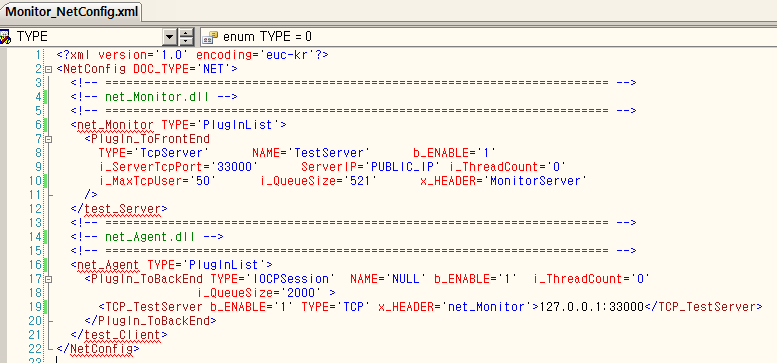 Monitor_NetConfig.xml
TYPE enum TYPE = 0
1 <?xml version='1.0' encoding='euc-kr'?>
2 <NetConfig DOC_TYPE='NET'>
3 <!-- ================================================================ -->
4 <!-- net_Monitor.dll -->
5 <!-- ================================================================ -->
6 <net_Monitor TYPE='PlugInList'>
7 <PlugIn_ToFrontEnd
8 TYPE='TcpServer' NAME='TestServer' b_ENABLE='1'
9 i_ServerTcpPort='33000' ServerIP='PUBLIC_IP' i_ThreadCount='0'
10 i_MaxTcpUser='50' i_QueueSize='521' x_HEADER='MonitorServer'
11 />
12 </test_Server>
13 <!-- ================================================================ -->
14 <!-- net_Agent.dll -->
15 <!-- ================================================================ -->
16 <net_Agent TYPE='PlugInList'>
17 <PlugIn_ToBackEnd TYPE='IOCPSession' NAME='NULL' b_ENABLE='1' i_ThreadCount='0'
18 i_QueueSize='2000' >
19 <TCP_TestServer b_ENABLE='1' TYPE='TCP' x_HEADER='net_Monitor'>127.0.0.1:33000</TCP_TestServer>
20 </PlugIn_ToBackEnd>
21 </test_Client>
22 </NetConfig>
23